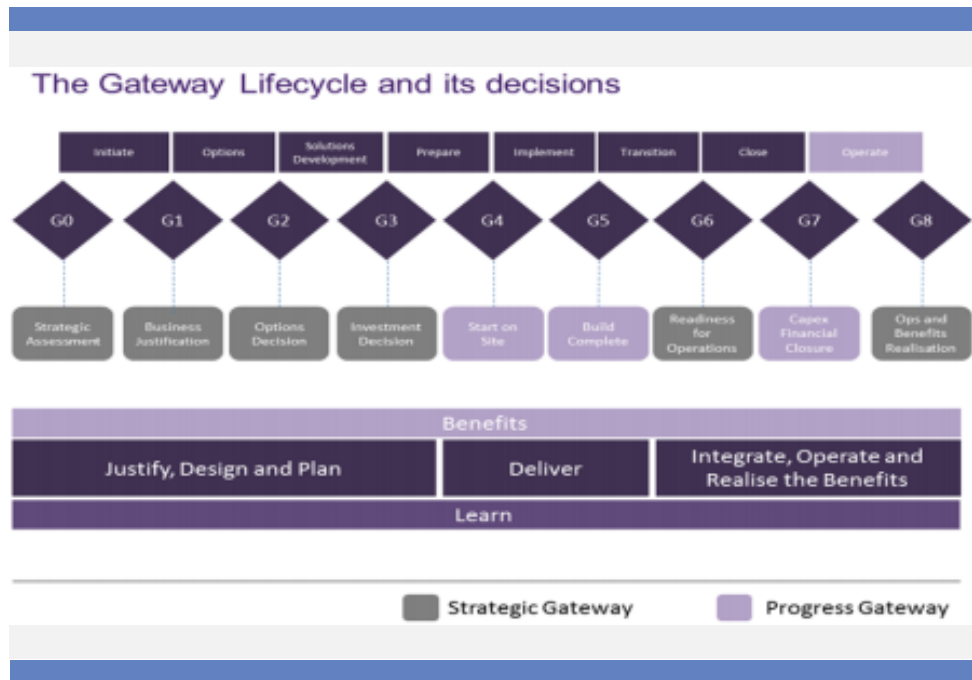 The Gateway Lifecycle and its decisions
Initiate
Options
Solutions
Development
Prepare
Implement
Transition
Close
Operate
G0
G1
G2
G3
G4
G5
G6
G7
G8
Strategic
Assessment
Business
Justification
Options
Decision
Investment
Decision
Start on
Site
Build
Complete
Readiness
for
Operations
Capex
Financial
Closure
Ops and
Benefits
Realisation
Benefits
Justify, Design and Plan
Deliver
Integrate, Operate and
Realise the Benefits
Learn
Strategic Gateway
Progress Gateway